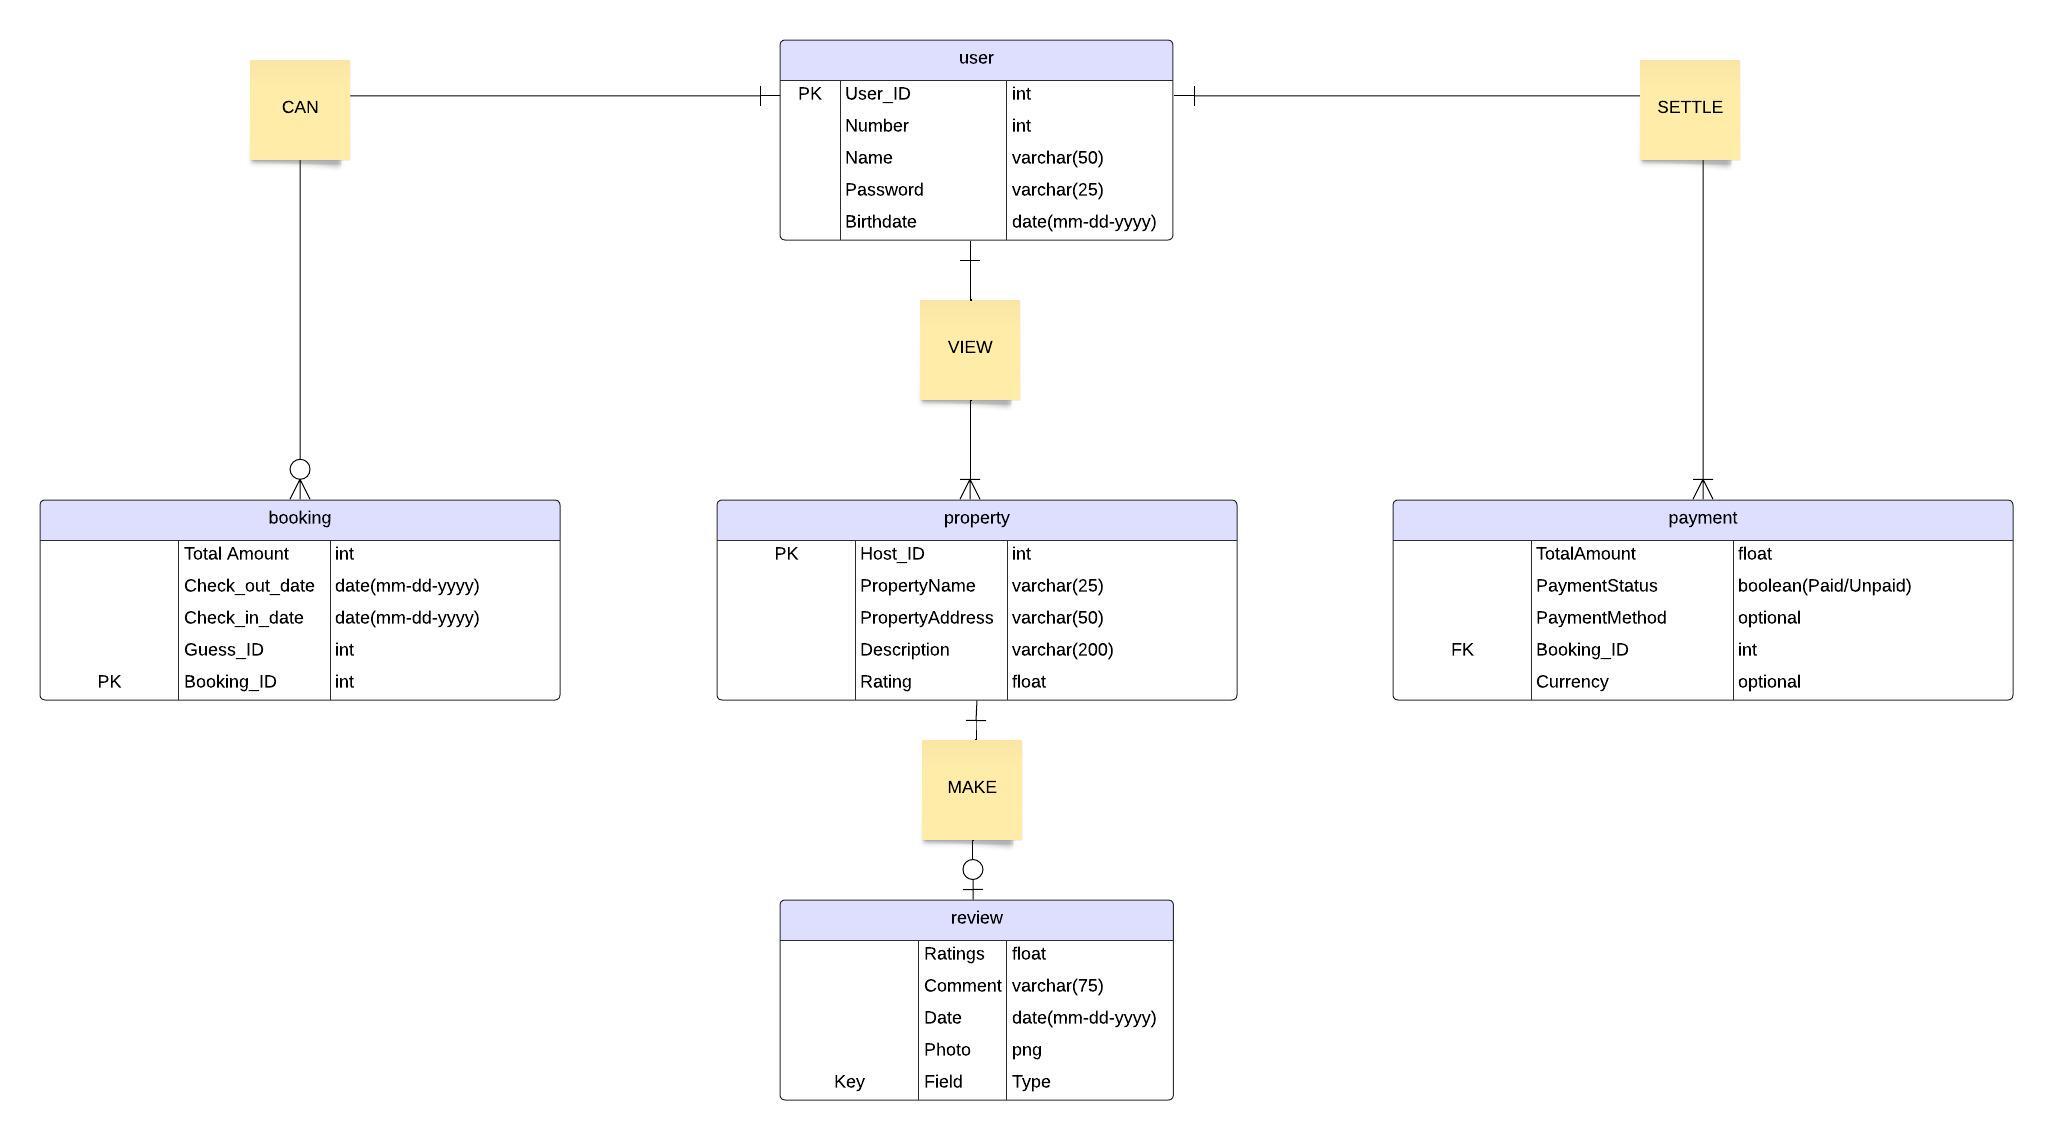 user
CAN
SETTLE
PK User_ID int
Number int
Name varchar(50)
Password varchar(25)
Birthdate date(mm-dd-yyyy)
VIEW
booking
Total Amount int
Check_out_date date(mm-dd-yyyy)
Check_in_date date(mm-dd-yyyy)
Guess_ID int
PK Booking_ID int
property
PK Host_ID int
PropertyName varchar(25)
PropertyAddress varchar(50)
Description varchar(200)
Rating float
payment
TotalAmount float
PaymentStatus boolean(Paid/Unpaid)
PaymentMethod optional
FK Booking_ID int
Currency optional
MAKE
review
Ratings float
Comment varchar(75)
Date date(mm-dd-yyyy)
Photo png
Key Field Type